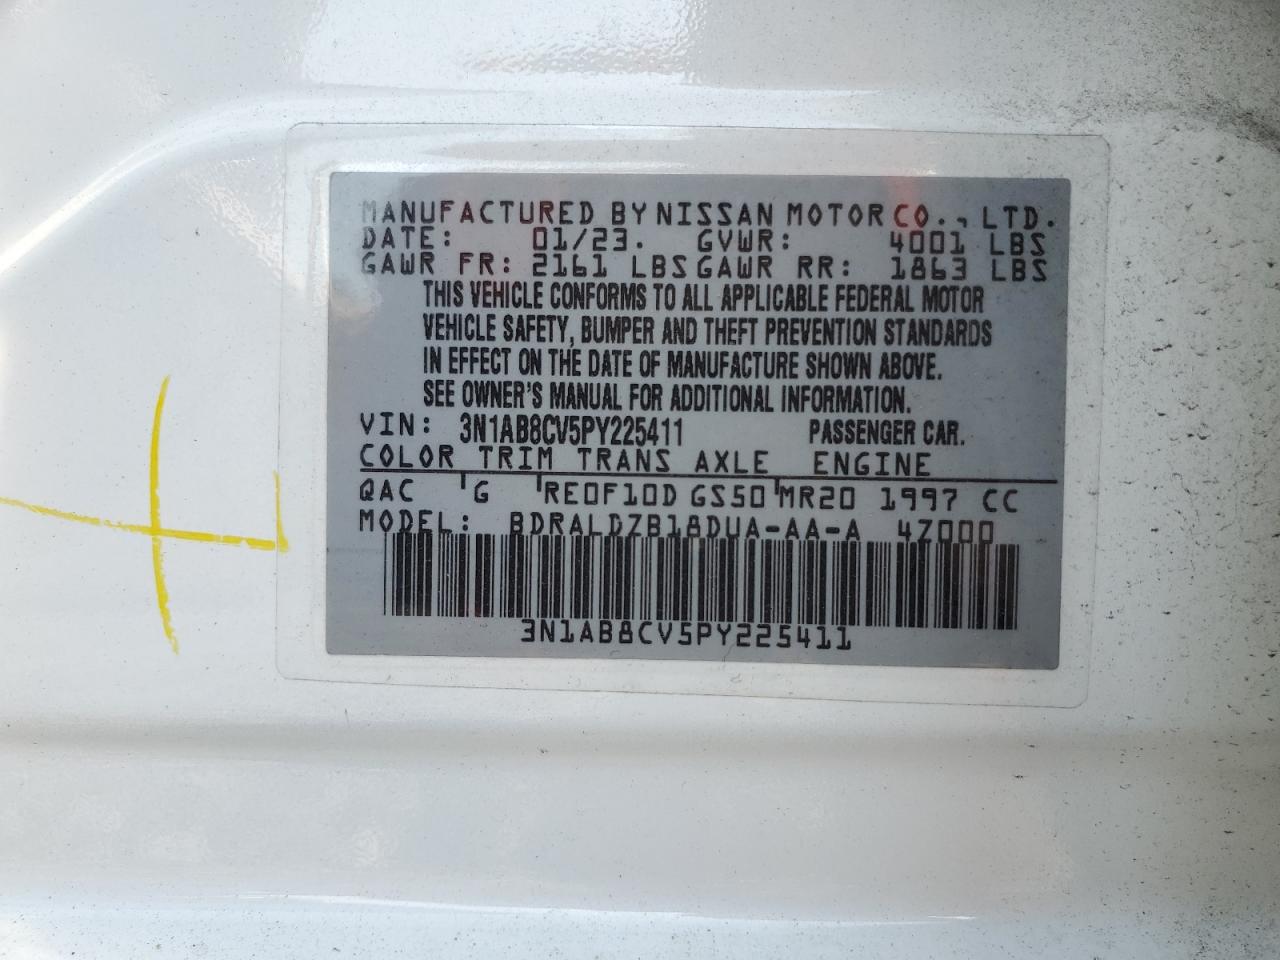 MANUFACTURED BY NISSAN MOTOR CO., LTD.
DATE: 01/23. GVWR: 4001 LBS
GAWR FR: 2161 LBS GAWR RR: 1863 LBS
THIS VEHICLE CONFORMS TO ALL APPLICABLE FEDERAL MOTOR
VEHICLE SAFETY, BUMPER AND THEFT PREVENTION STANDARDS
IN EFFECT ON THE DATE OF MANUFACTURE SHOWN ABOVE.
SEE OWNER'S MANUAL FOR ADDITIONAL INFORMATION.
VIN: 3N1AB8CV5PY225411 PASSENGER CAR.
COLOR TRIM TRANS AXLE ENGINE
QAC G RE0F10D GS50 MR20 1997 CC
MODEL: BDRALDZB18DUA-AA-A 4Z000
3N1AB8CV5PY225411